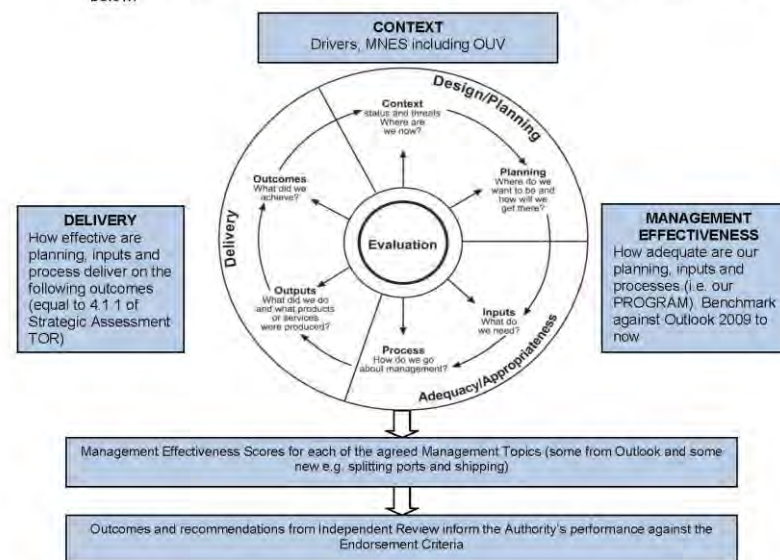 below.
CONTEXT
Drivers, MNES including OUV
Design/Planning
Context
status and threats
Where are
we now?
Planning
Where do we
want to be and
how will we
get there?
Outcomes
What did we
achieve?
Delivery
Evaluation
DELIVERY
How effective are
planning, inputs and
process deliver on the
following outcomes
(equal to 4.1.1 of
Strategic Assessment
TOR)
MANAGEMENT
EFFECTIVENESS
How adequate are our
planning, inputs and
processes (i.e. our
PROGRAM). Benchmark
against Outlook 2009 to
now
Outputs
What did we do
and what products
or services
were produced?
Inputs
What do
we need?
Process
How do we go
about management?
Adequacy/Appropriateness
Management Effectiveness Scores for each of the agreed Management Topics (some from Outlook and some
new e.g. splitting ports and shipping)
Outcomes and recommendations from Independent Review inform the Authority's performance against the
Endorsement Criteria